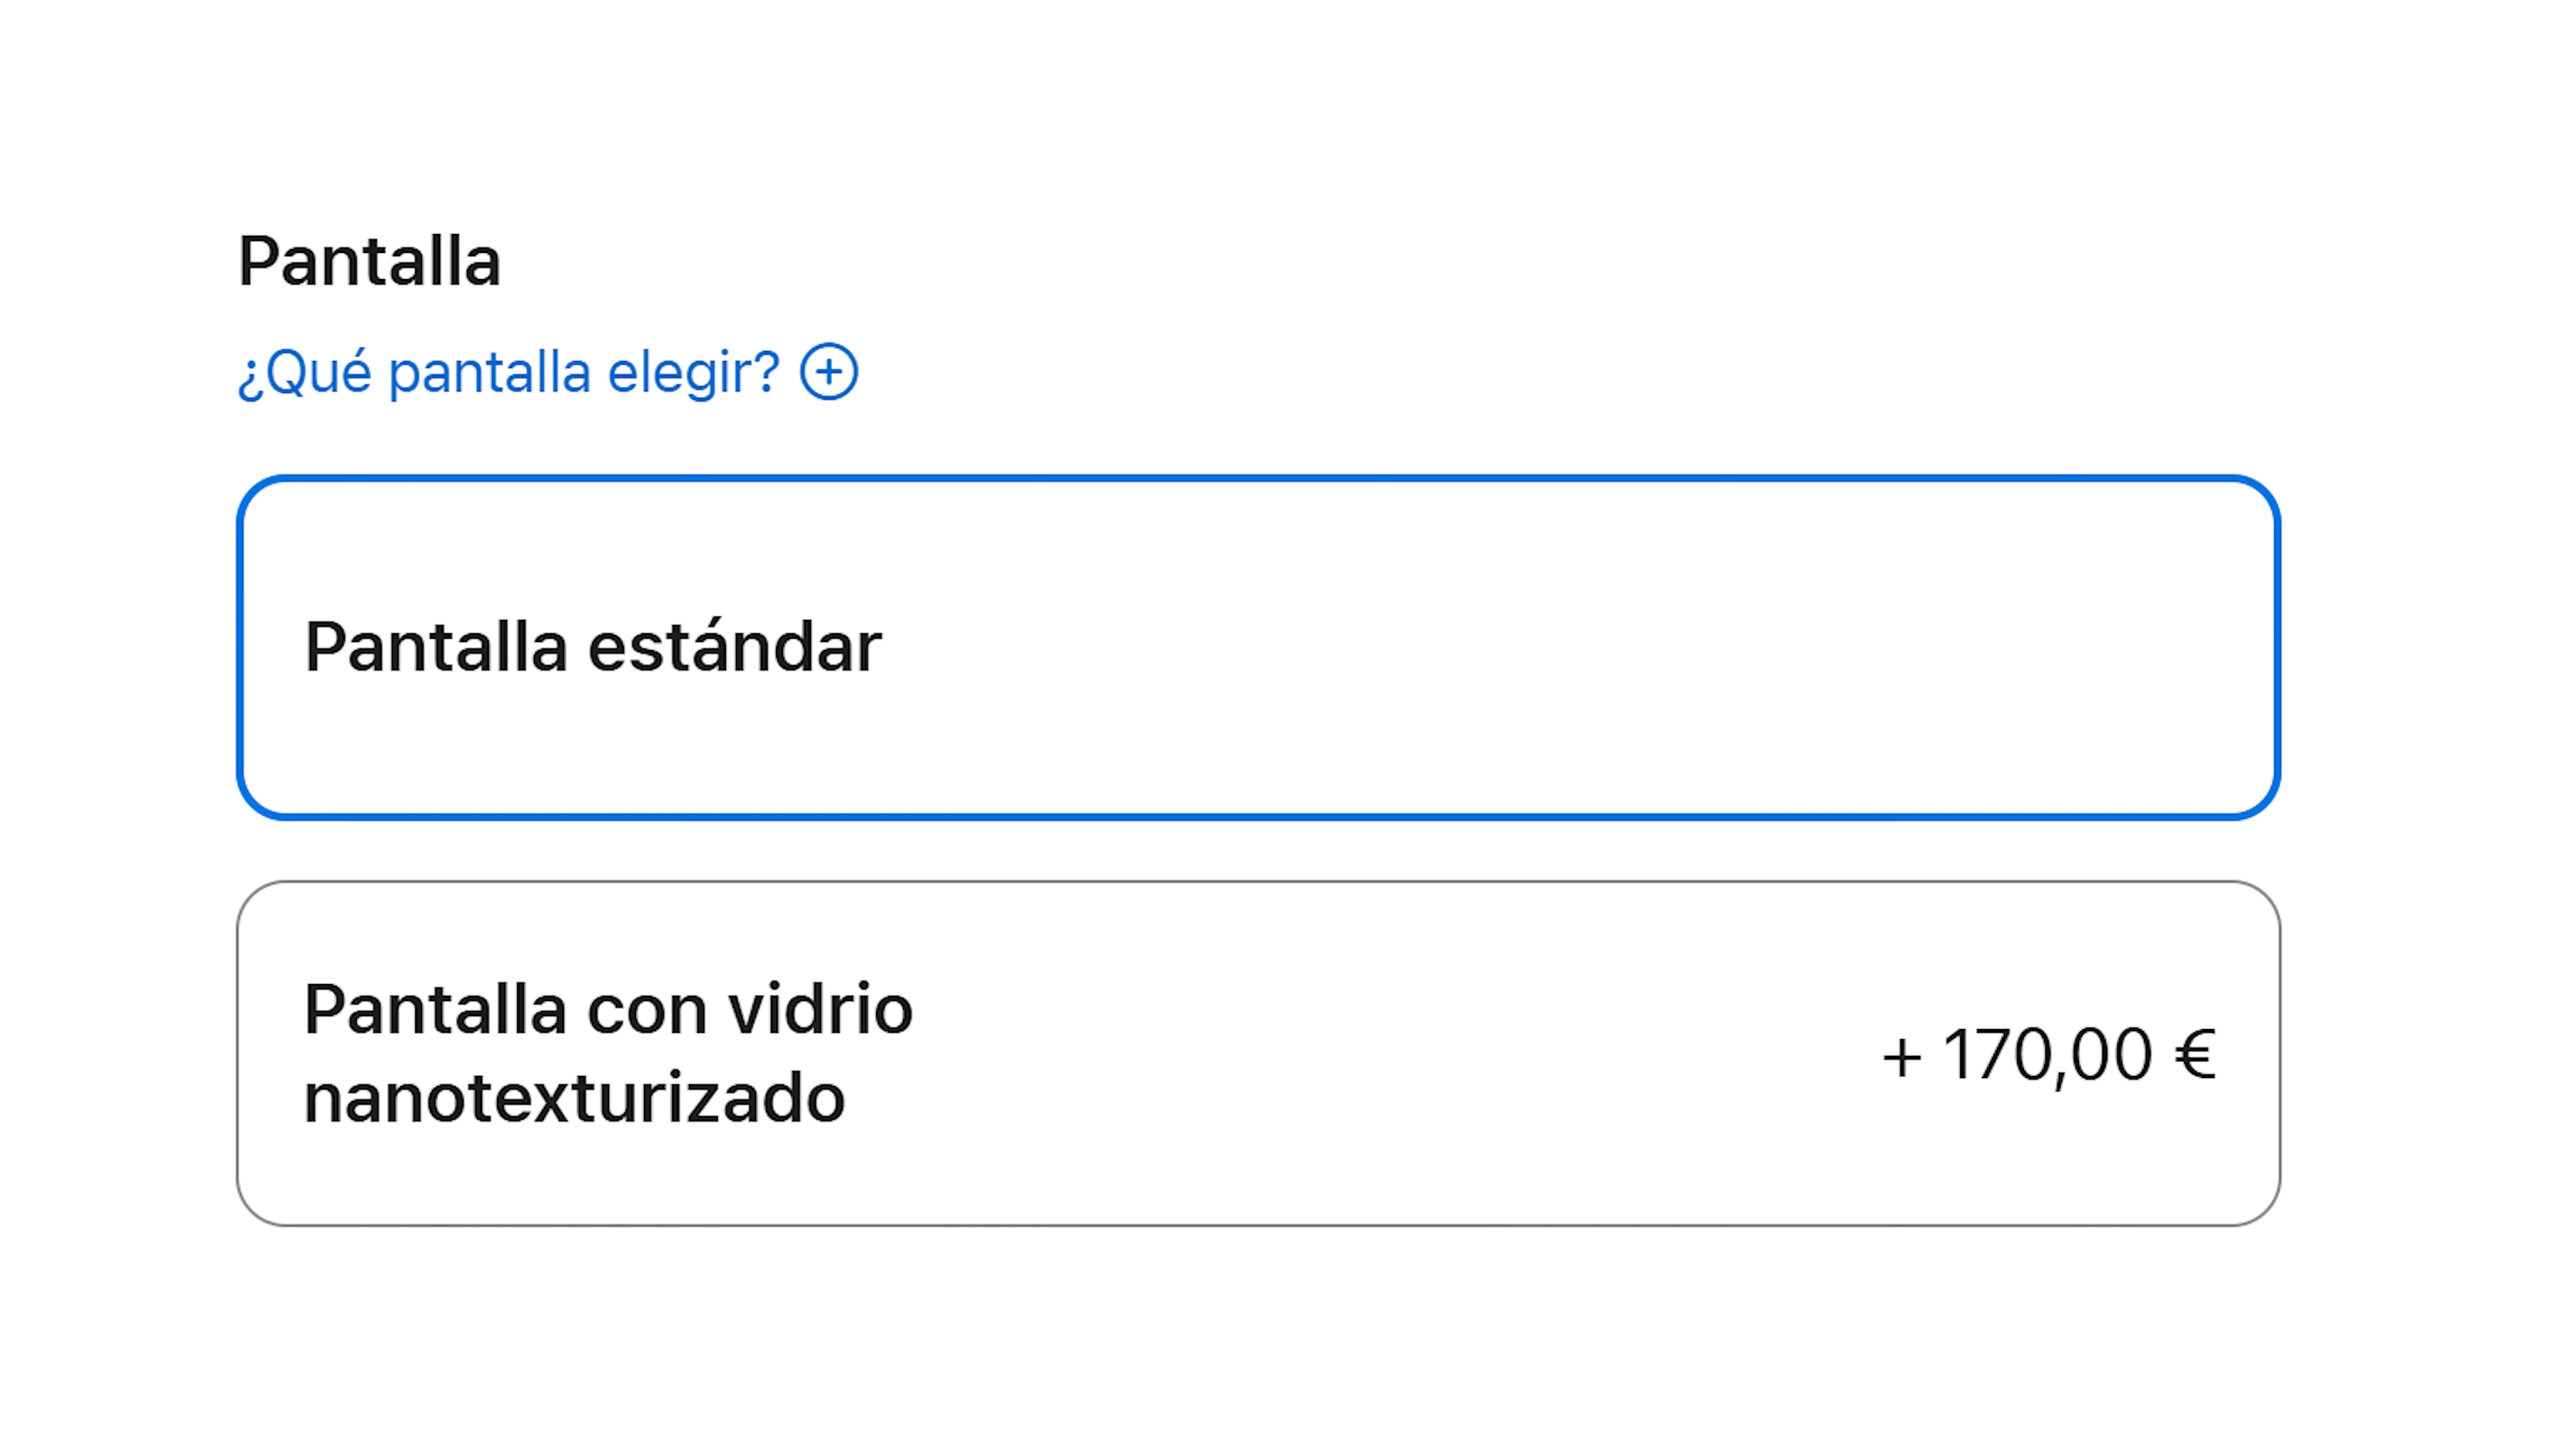 Pantalla
¿Qué pantalla elegir?
Pantalla estándar
Pantalla con vidrio
nanotexturizado
+ 170,00 €